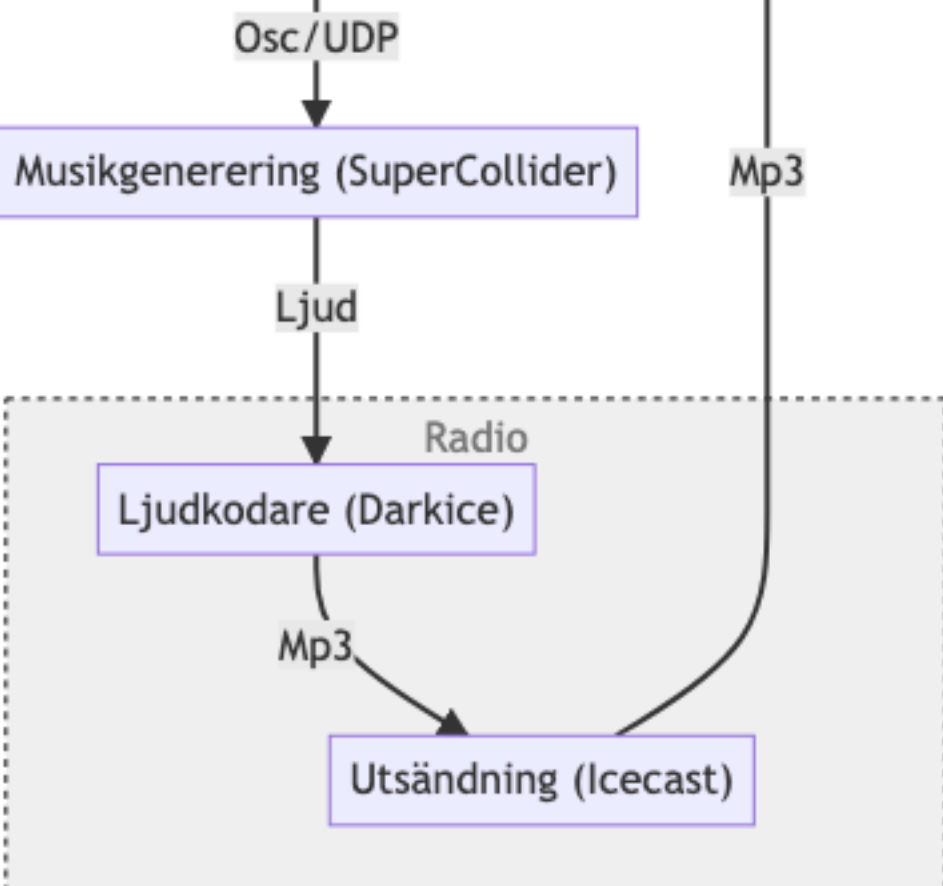 Osc/UDP
Musikgenerering (SuperCollider)
Mp3
Ljud
Radio
Ljudkodare (Darkice)
Mp3
Utsändning (Icecast)